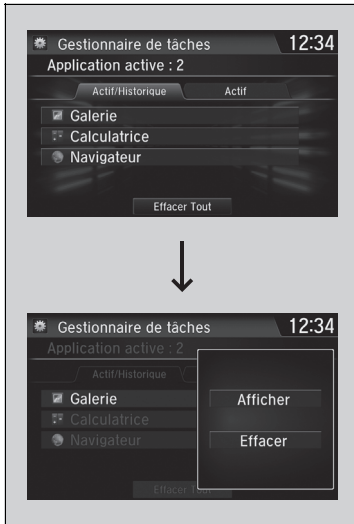 Gestionnaire de tâches 12:34
Application active : 2
Actif/Historique Actif
Galerie
Calculatrice
Navigateur
Effacer Tout
Gestionnaire de tâches 12:34
Application active : 2
Actif/Historique
Galerie Afficher
Calculatrice
Navigateur Effacer
Effacer Tout